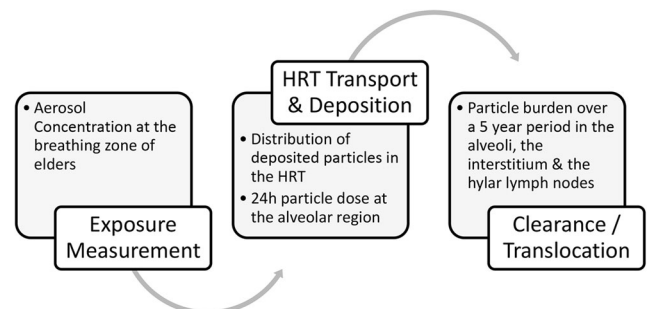 • Aerosol
Concentration at the
breathing zone of
elders
Exposure
Measurement
HRT Transport
& Deposition
• Distribution of
deposited particles in
the HRT
• 24h particle dose at
the alveolar region
• Particle burden over
a 5 year period in the
alveoli, the
interstitium & the
hylar lymph nodes
Clearance /
Translocation